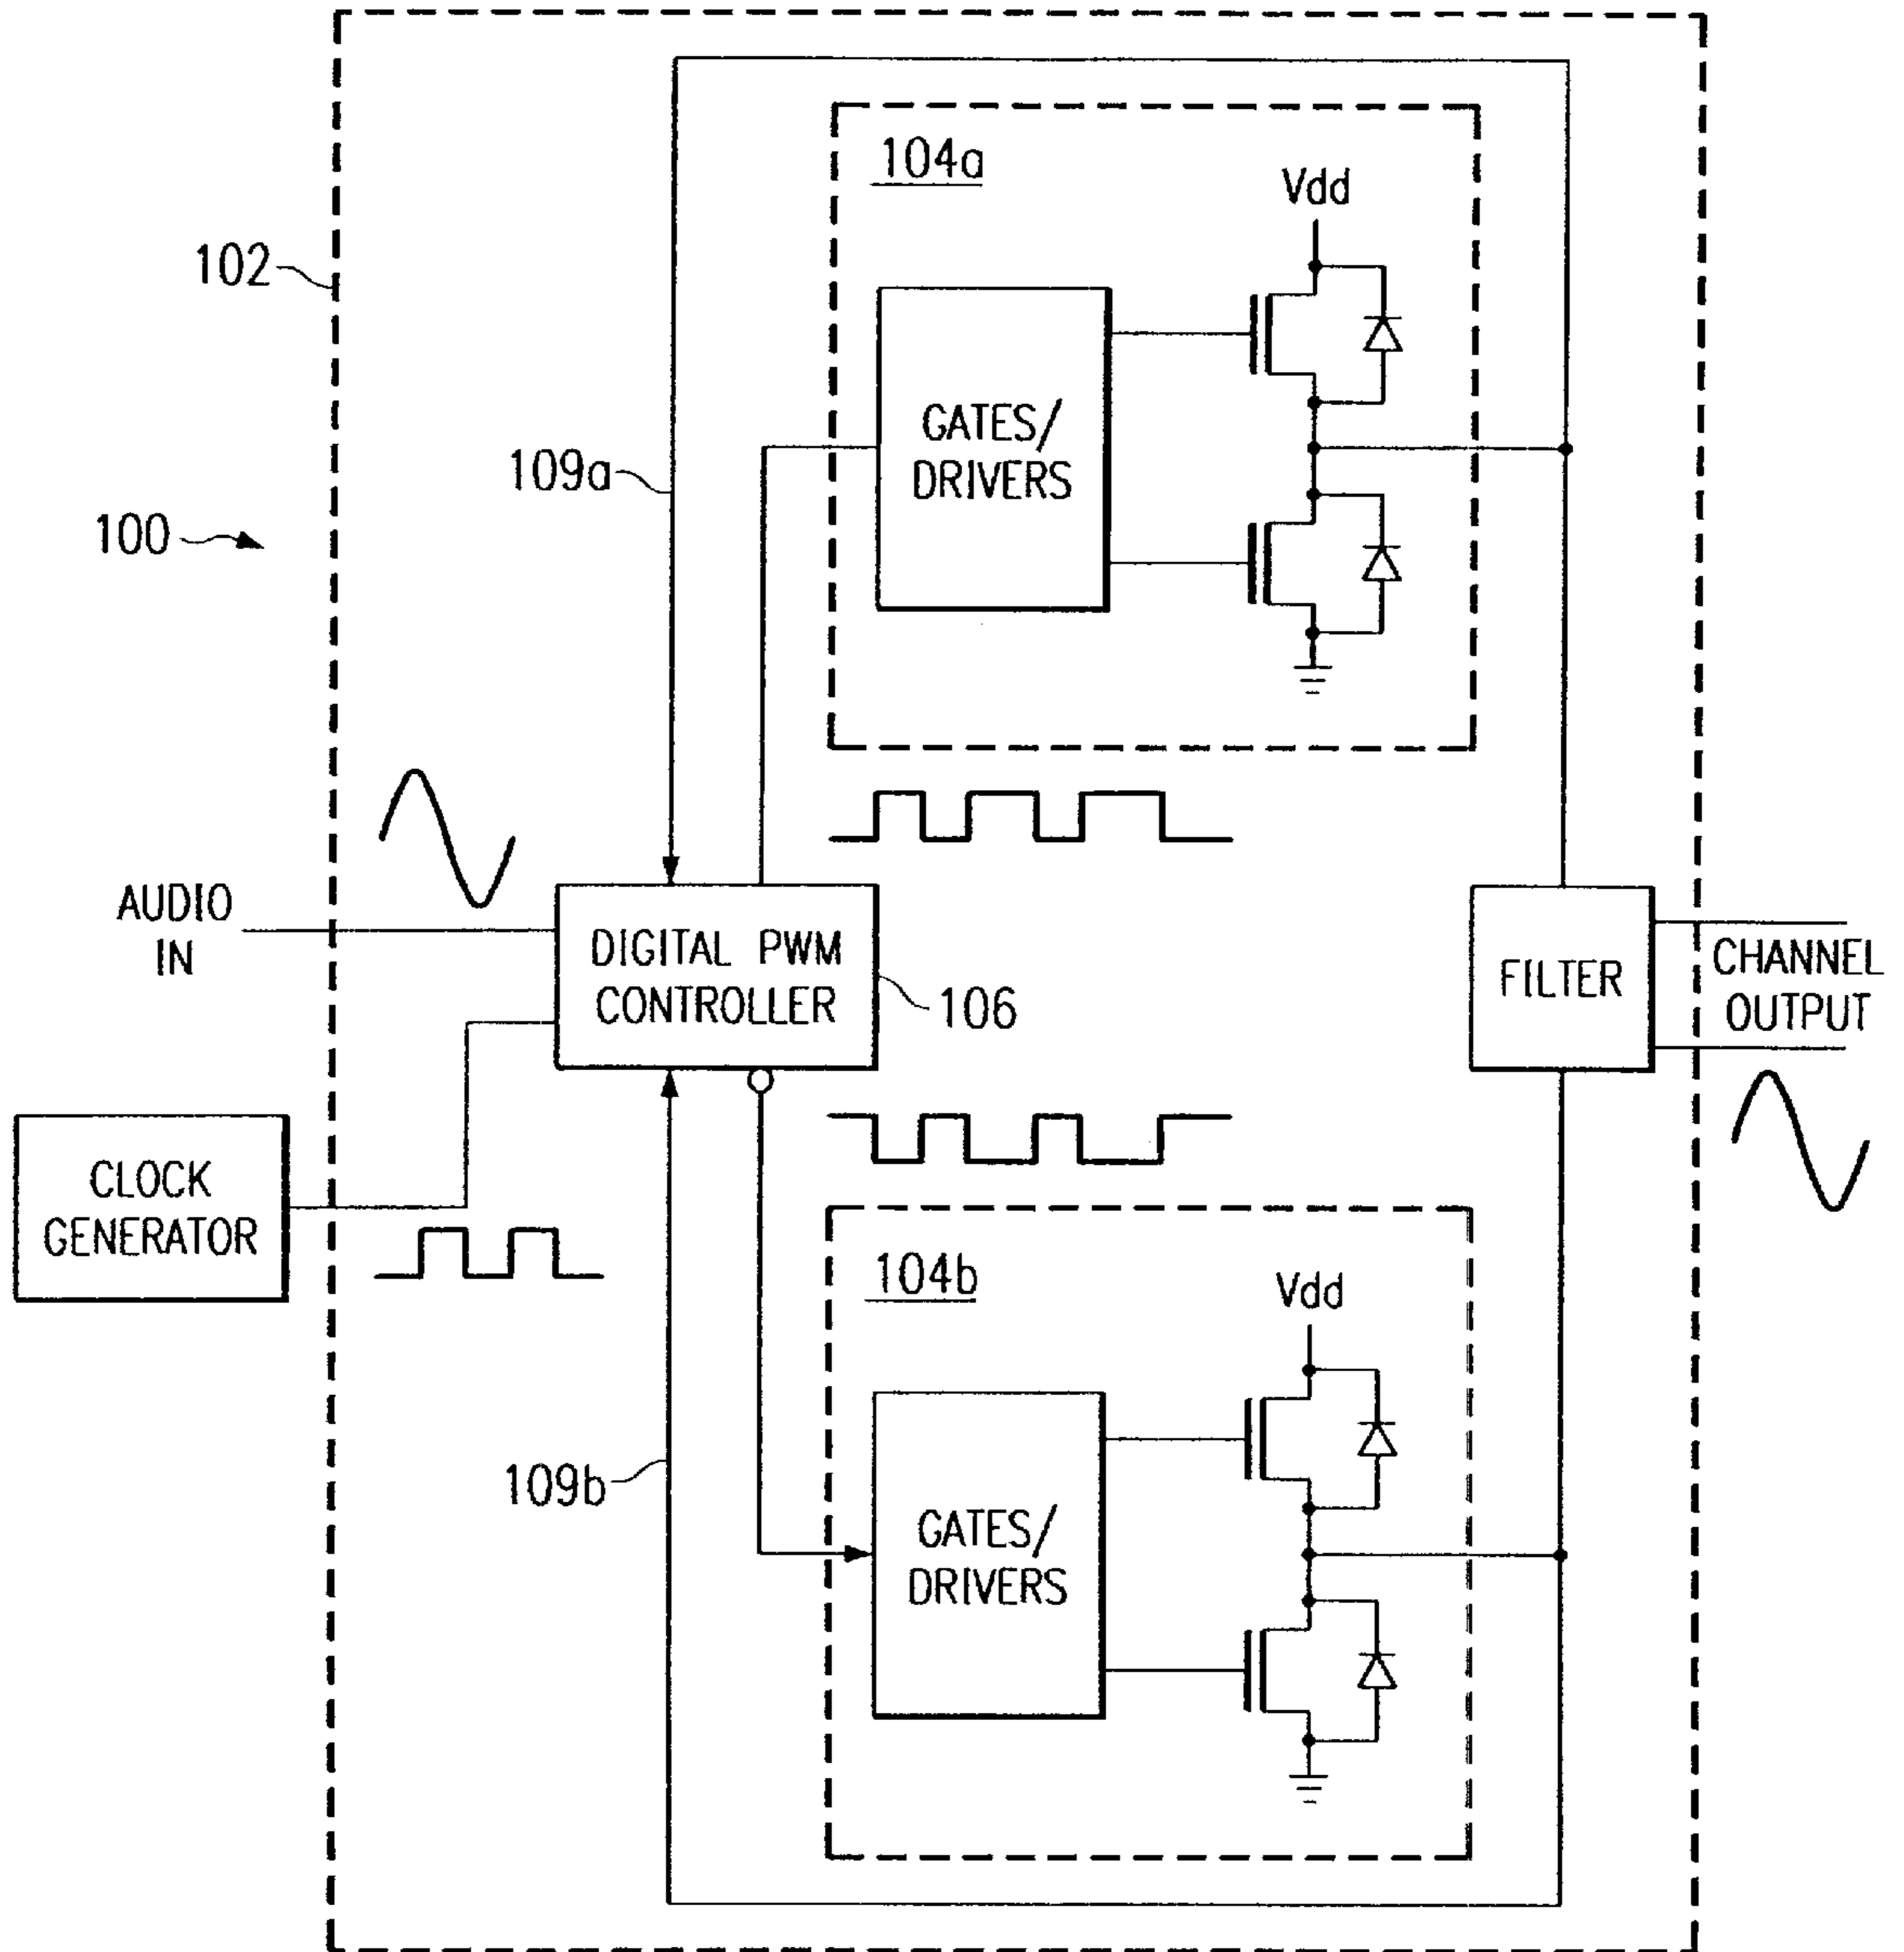 104a
Vdd
102
GATES/
DRIVERS
109a
100
AUDIO
IN
DIGITAL PWM
CONTROLLER
106
FILTER
CHANNEL
OUTPUT
CLOCK
GENERATOR
104b
Vdd
109b
GATES/
DRIVERS